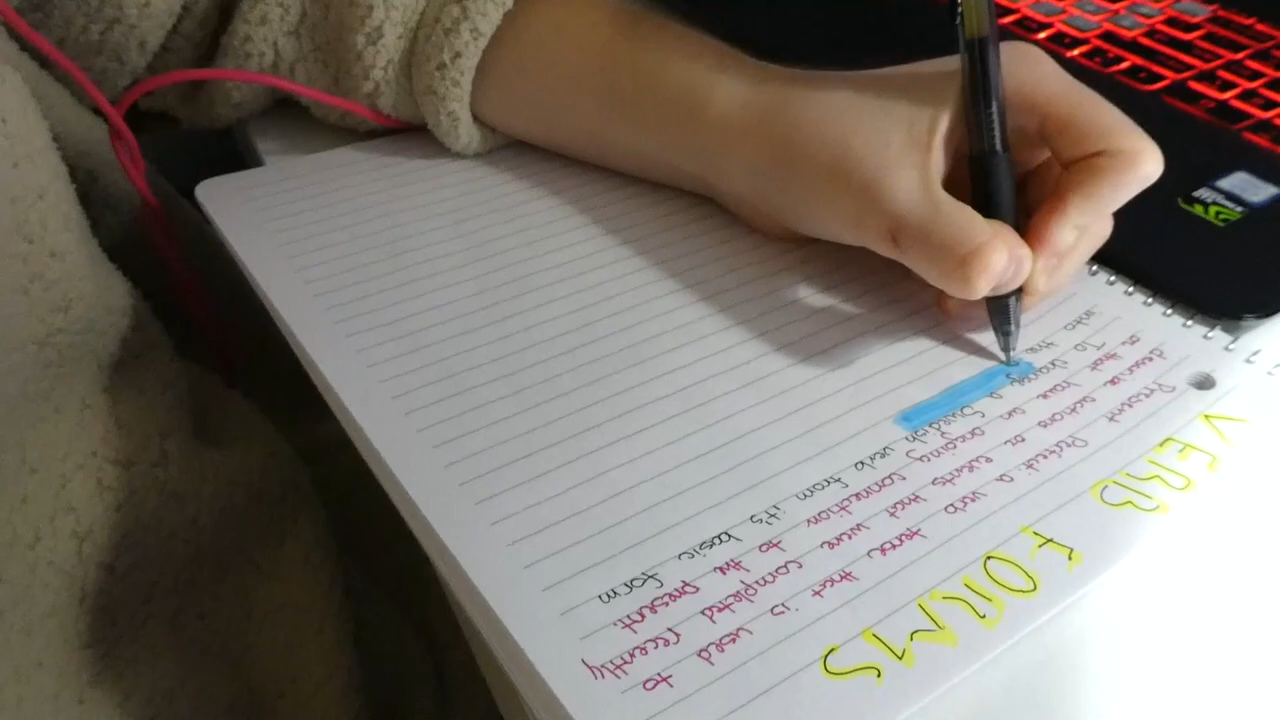 VERB FORMS
Present Perfect: a verb tense that is used to
describe actions or events that were completed recently
or that have an ongoing connection to the present.
To change a Swedish verb from it's basic form
into the